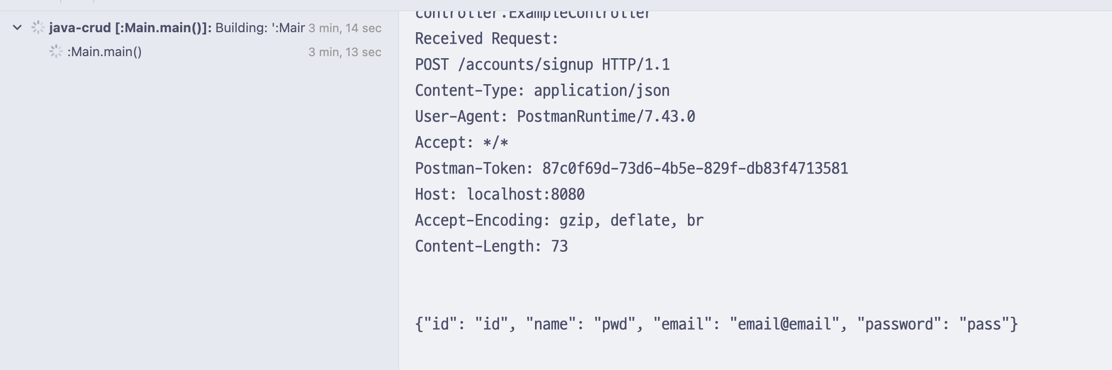 java-crud [:Main.main()]: Building: ':Mair 3 min, 14 sec
:Main.main() 3 min, 13 sec
Controller.ExampleController
Received Request:
POST /accounts/signup HTTP/1.1
Content-Type: application/json
User-Agent: PostmanRuntime/7.43.0
Accept: */*
Postman-Token: 87c0f69d-73d6-4b5e-829f-db83f4713581
Host: localhost:8080
Accept-Encoding: gzip, deflate, br
Content-Length: 73
{"id": "id", "name": "pwd", "email": "email@email", "password": "pass"}